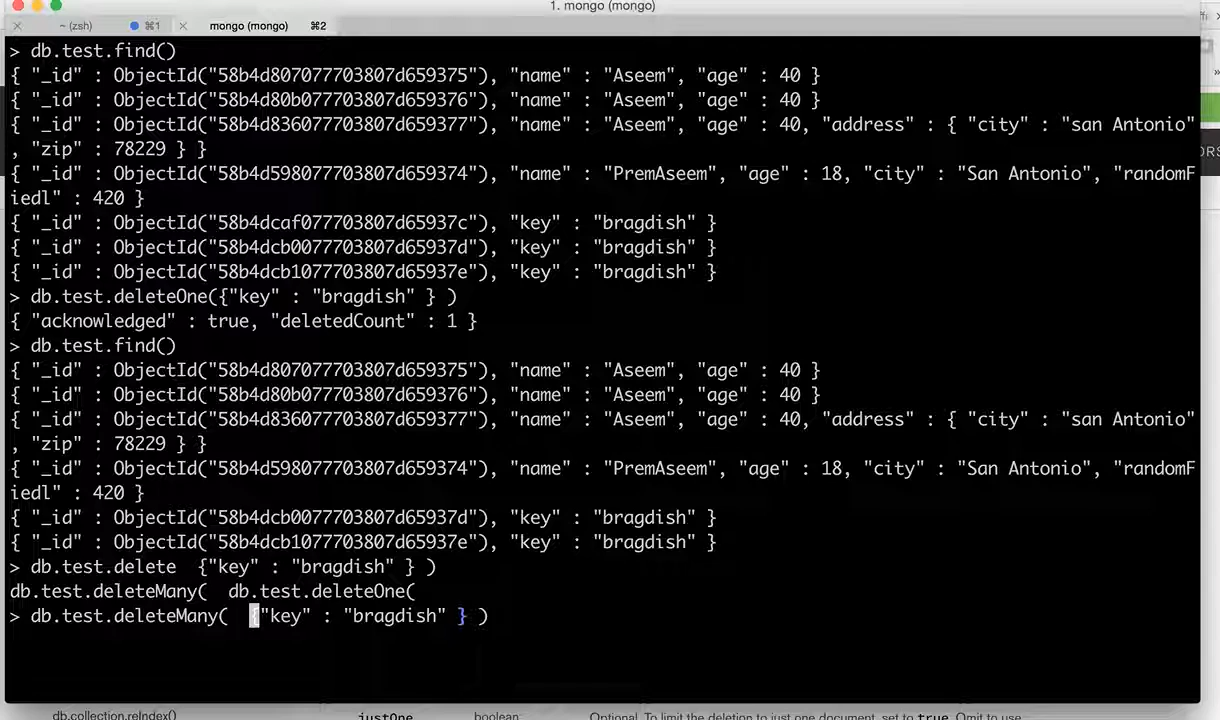 1. mongo (mongo)
~ (zsh) ⌘1 mongo (mongo) ⌘2
> db.test.find()
{ "_id" : ObjectId("58b4d807077703807d659375"), "name" : "Aseem", "age" : 40 }
{ "_id" : ObjectId("58b4d80b077703807d659376"), "name" : "Aseem", "age" : 40 }
{ "_id" : ObjectId("58b4d836077703807d659377"), "name" : "Aseem", "age" : 40, "address" : { "city" : "san Antonio"
, "zip" : 78229 } }
{ "_id" : ObjectId("58b4d598077703807d659374"), "name" : "PremAseem", "age" : 18, "city" : "San Antonio", "randomF
iedl" : 420 }
{ "_id" : ObjectId("58b4dcaf077703807d65937c"), "key" : "bragdish" }
{ "_id" : ObjectId("58b4dcb0077703807d65937d"), "key" : "bragdish" }
{ "_id" : ObjectId("58b4dcb1077703807d65937e"), "key" : "bragdish" }
> db.test.deleteOne({"key" : "bragdish" } )
{ "acknowledged" : true, "deletedCount" : 1 }
> db.test.find()
{ "_id" : ObjectId("58b4d807077703807d659375"), "name" : "Aseem", "age" : 40 }
{ "_id" : ObjectId("58b4d80b077703807d659376"), "name" : "Aseem", "age" : 40 }
{ "_id" : ObjectId("58b4d836077703807d659377"), "name" : "Aseem", "age" : 40, "address" : { "city" : "san Antonio"
, "zip" : 78229 } }
{ "_id" : ObjectId("58b4d598077703807d659374"), "name" : "PremAseem", "age" : 18, "city" : "San Antonio", "randomF
iedl" : 420 }
{ "_id" : ObjectId("58b4dcb0077703807d65937d"), "key" : "bragdish" }
{ "_id" : ObjectId("58b4dcb1077703807d65937e"), "key" : "bragdish" }
> db.test.delete  {"key" : "bragdish" } )
db.test.deleteMany(  db.test.deleteOne(
> db.test.deleteMany(  {"key" : "bragdish" } )
db.collection.reIndex() justOne boolean Optional. To limit the deletion to just one document, set to true. Omit to use